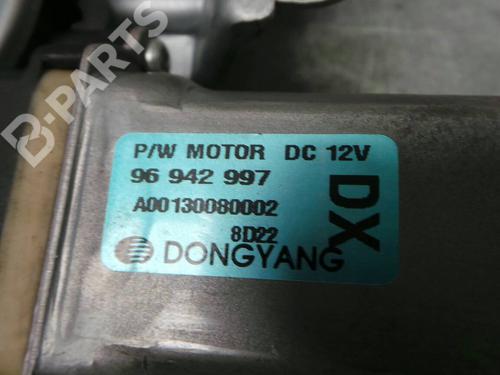 B-PARTS
P/W MOTOR DC 12V
96 942 997
A00130080002
8D22
DONGYANG
DX